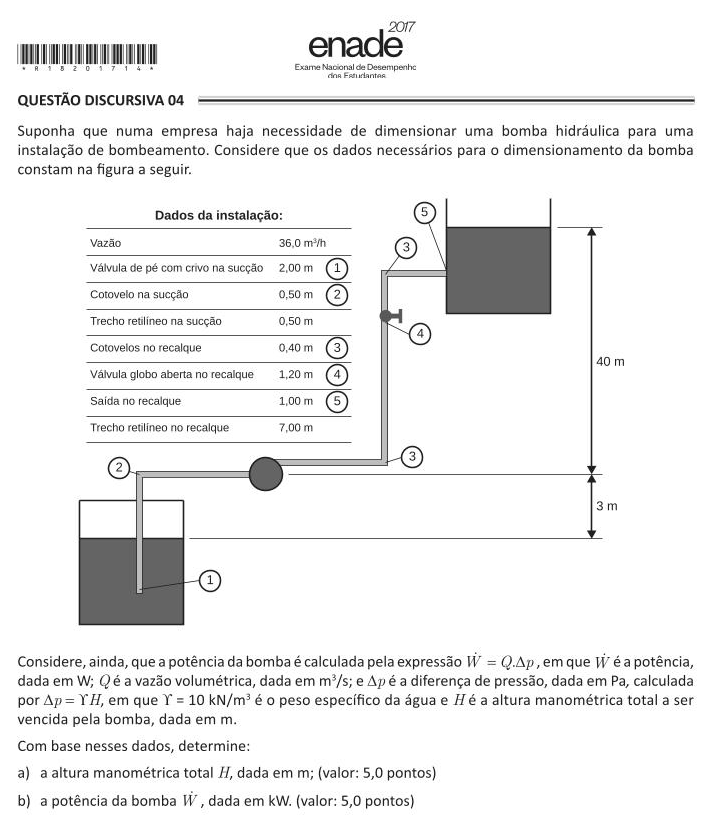 enade 2017
Exame Nacional de Desempenho
dos Estudantes
* R 1 8 2 0 1 7 1 4 *
QUESTÃO DISCURSIVA 04
Suponha que numa empresa haja necessidade de dimensionar uma bomba hidráulica para uma
instalação de bombeamento. Considere que os dados necessários para o dimensionamento da bomba
constam na figura a seguir.
Dados da instalação:
Vazão 36,0 m³/h
Válvula de pé com crivo na sucção 2,00 m 1
Cotovelo na sucção 0,50 m 2
Trecho retilíneo na sucção 0,50 m
Cotovelos no recalque 0,40 m 3
Válvula globo aberta no recalque 1,20 m 4
Saída no recalque 1,00 m 5
Trecho retilíneo no recalque 7,00 m
5
3
4
40 m
3
2
3 m
1
Considere, ainda, que a potência da bomba é calculada pela expressão Ẇ = Q.Δp, em que Ẇ é a potência,
dada em W; Q é a vazão volumétrica, dada em m³/s; e Δp é a diferença de pressão, dada em Pa, calculada
por Δp = ϒH, em que ϒ = 10 kN/m³ é o peso específico da água e H é a altura manométrica total a ser
vencida pela bomba, dada em m.
Com base nesses dados, determine:
a) a altura manométrica total H, dada em m; (valor: 5,0 pontos)
b) a potência da bomba Ẇ, dada em kW. (valor: 5,0 pontos)